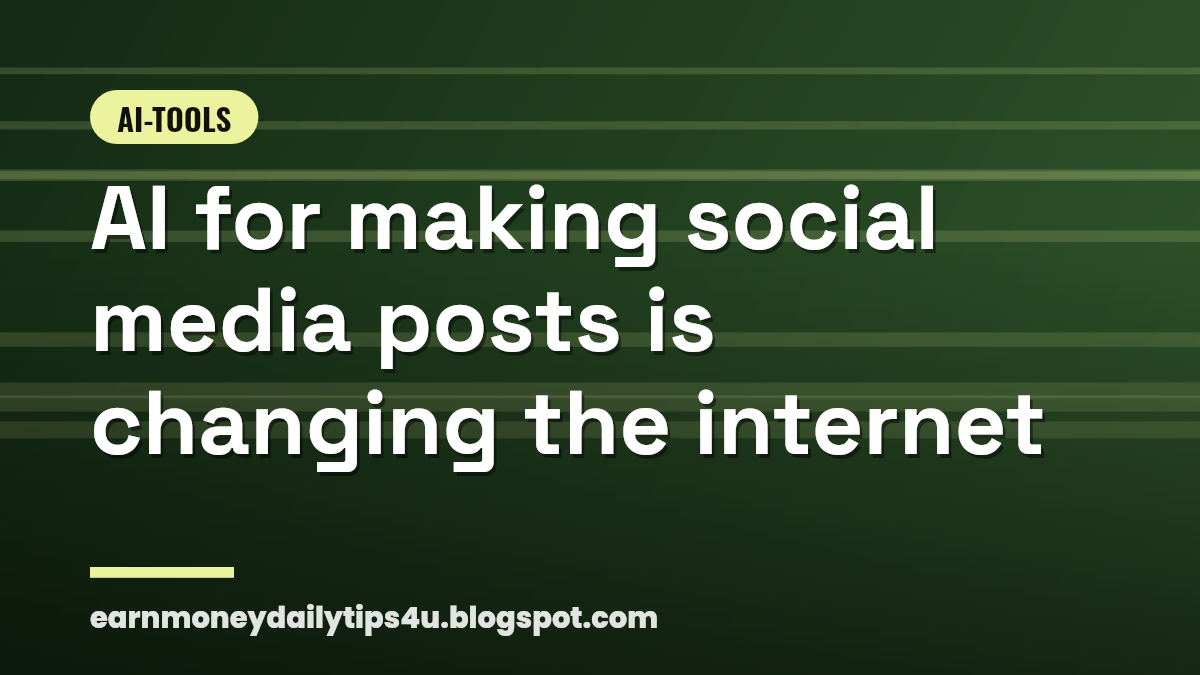 AI-TOOLS
AI for making social
media posts is
changing the internet
earnmoneydailytips4u.blogspot.com